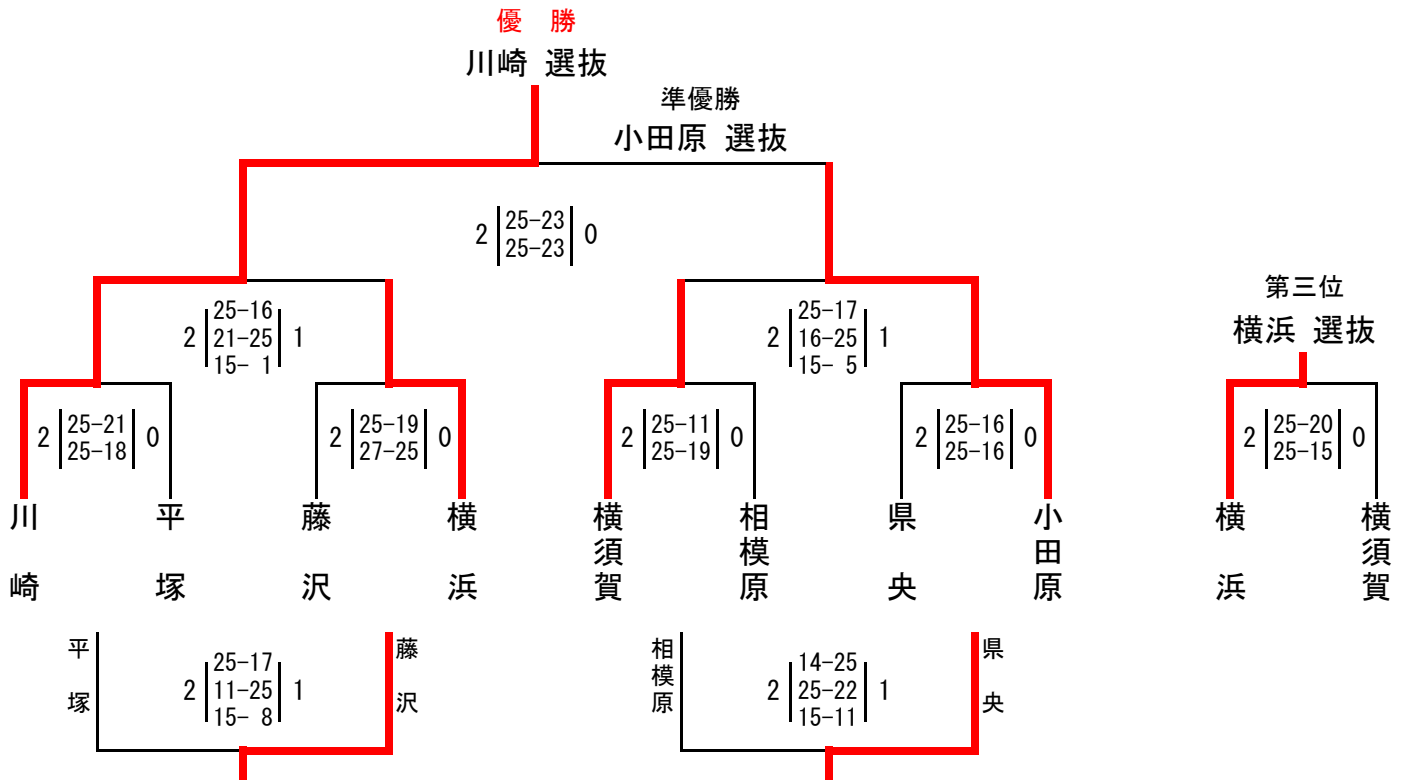 優 勝
川崎 選抜
準優勝
小田原 選抜
2 25-23 0
25-23
第三位
横浜 選抜
2 25-16 1
21-25
15- 1
2 25-17 1
16-25
15- 5
2 25-21 0
25-18
2 25-19 0
27-25
2 25-11 0
25-19
2 25-16 0
25-16
2 25-20 0
25-15
川崎
平塚
藤沢
横浜
横須賀
相模原
県央
小田原
横浜
横須賀
平塚
2 25-17 1
11-25
15- 8
藤沢
相模原
2 14-25 1
25-22
15-11
県央